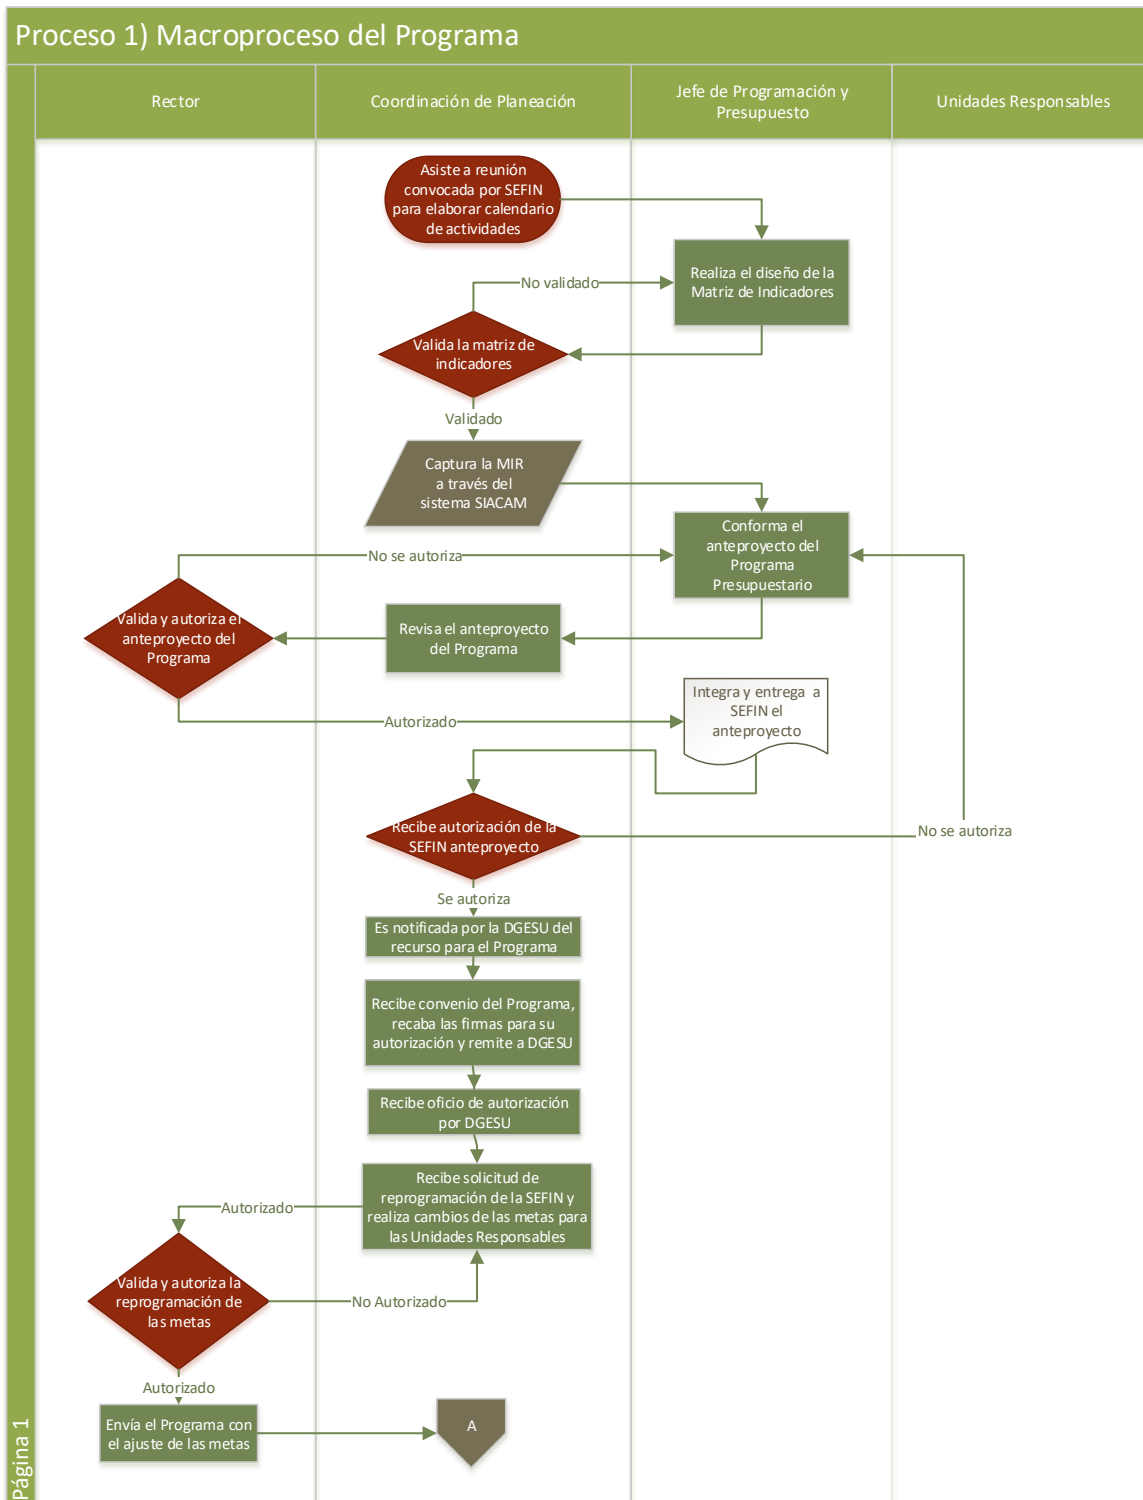 Proceso 1) Macroproceso del Programa
Rector
Coordinación de Planeación
Jefe de Programación y
Presupuesto
Unidades Responsables
Asiste a reunión
convocada por SEFIN
para elaborar calendario
de actividades
Realiza el diseño de la
Matriz de Indicadores
No validado
Valida la matriz de
indicadores
Validado
Captura la MIR
a través del
sistema SIACAM
Conforma el
anteproyecto del
Programa
Presupuestario
No se autoriza
Valida y autoriza el
anteproyecto del
Programa
Revisa el anteproyecto
del Programa
Integra y entrega a
SEFIN el
anteproyecto
Autorizado
Recibe autorización de la
SEFIN anteproyecto
No se autoriza
Se autoriza
Es notificada por la DGESU del
recurso para el Programa
Recibe convenio del Programa,
recaba las firmas para su
autorización y remite a DGESU
Recibe oficio de autorización
por DGESU
Recibe solicitud de
reprogramación de la SEFIN y
realiza cambios de las metas para
las Unidades Responsables
Autorizado
Valida y autoriza la
reprogramación de
las metas
No Autorizado
Autorizado
Envía el Programa con
el ajuste de las metas
A
Página 1